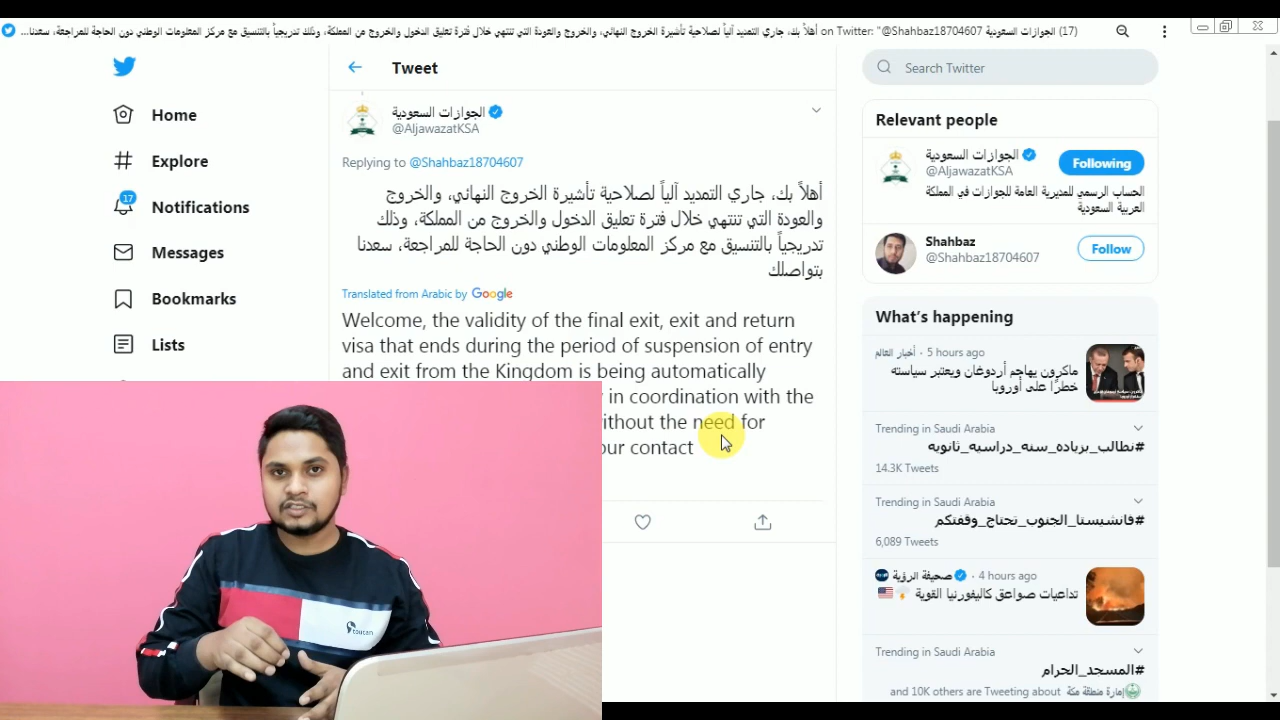 (17) الجوازات السعودية on Twitter: "@Shahbaz18704607 أهلاً بك، جاري التمديد آلياً لصلاحية تأشيرة الخروج النهائي، والخروج والعودة التي تنتهي خلال فترة تعليق الدخول والخروج من المملكة، وذلك تدريجياً بالتنسيق مع مركز المعلومات الوطني دون الحاجة للمراجعة، سعدنا...
Home
Explore
17
Notifications
Messages
Bookmarks
Lists
Tweet
الجوازات السعودية
@AljawazatKSA
Replying to @Shahbaz18704607
أهلاً بك، جاري التمديد آلياً لصلاحية تأشيرة الخروج النهائي، والخروج
والعودة التي تنتهي خلال فترة تعليق الدخول والخروج من المملكة، وذلك
تدريجياً بالتنسيق مع مركز المعلومات الوطني دون الحاجة للمراجعة، سعدنا
بتواصلك
Translated from Arabic by Google
Welcome, the validity of the final exit, exit and return
visa that ends during the period of suspension of entry
and exit from the Kingdom is being automatically
in coordination with the
ithout the need for
our contact
toucan
Search Twitter
Relevant people
الجوازات السعودية
@AljawazatKSA
Following
الحساب الرسمي للمديرية العامة للجوازات في المملكة
العربية السعودية
Shahbaz
@Shahbaz18704607
Follow
What's happening
أخبار العالم · 5 hours ago
ماكرون يهاجم أردوغان ويعتبر سياسته
خطرًا على أوروبا
Trending in Saudi Arabia
#نطالب_بزيادة_سنه_دراسيه_ثانويه
14.3K Tweets
Trending in Saudi Arabia
#فاشنيستا_الجنوب_تحتاج_وقفتكم
6,089 Tweets
صحيفة الرؤية · 4 hours ago
تداعيات صواعق كاليفورنيا القوية
Trending in Saudi Arabia
#المسجد_الحرام
إمارة منطقة مكة and 10K others are Tweeting about